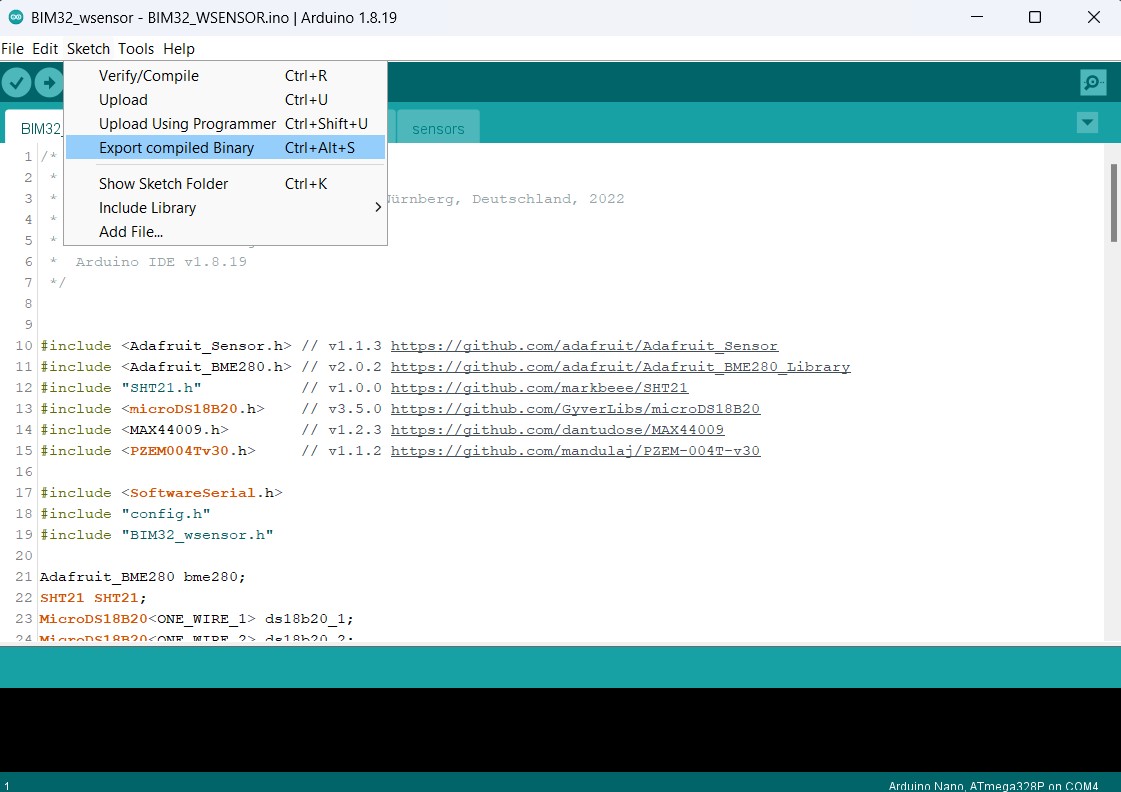 BIM32_wsensor - BIM32_WSENSOR.ino | Arduino 1.8.19
File Edit Sketch Tools Help
Verify/Compile Ctrl+R
Upload Ctrl+U
Upload Using Programmer Ctrl+Shift+U
Export compiled Binary Ctrl+Alt+S
Show Sketch Folder Ctrl+K
Include Library
Add File...
BIM32_ sensors
1 /*
2 *
3 * Nürnberg, Deutschland, 2022
4 *
5 *
6 * Arduino IDE v1.8.19
7 */
8
9
10 #include <Adafruit_Sensor.h> // v1.1.3 https://github.com/adafruit/Adafruit_Sensor
11 #include <Adafruit_BME280.h> // v2.0.2 https://github.com/adafruit/Adafruit_BME280_Library
12 #include "SHT21.h" // v1.0.0 https://github.com/markbeee/SHT21
13 #include <microDS18B20.h> // v3.5.0 https://github.com/GyverLibs/microDS18B20
14 #include <MAX44009.h> // v1.2.3 https://github.com/dantudose/MAX44009
15 #include <PZEM004Tv30.h> // v1.1.2 https://github.com/mandulaj/PZEM-004T-v30
16
17 #include <SoftwareSerial.h>
18 #include "config.h"
19 #include "BIM32_wsensor.h"
20
21 Adafruit_BME280 bme280;
22 SHT21 SHT21;
23 MicroDS18B20<ONE_WIRE_1> ds18b20_1;
24 MicroDS18B20<ONE_WIRE_2> ds18b20_2;
1 Arduino Nano, ATmega328P on COM4